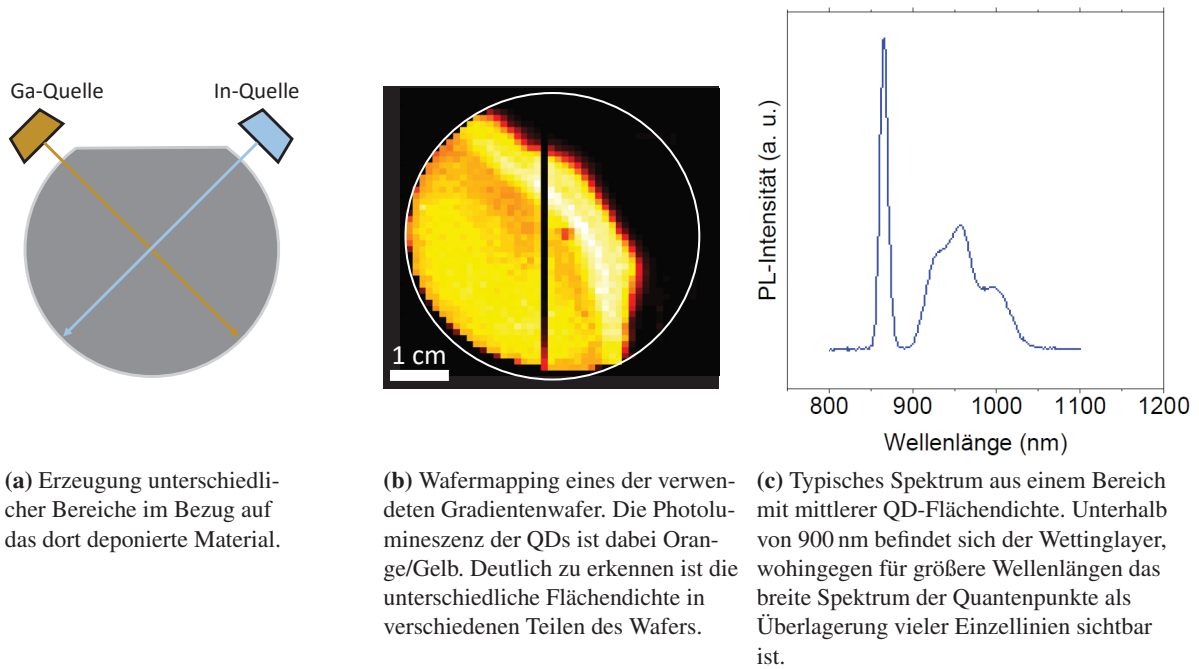 Ga-Quelle
In-Quelle
1 cm
PL-Intensität (a. u.)
800 900 1000 1100 1200
Wellenlänge (nm)
(a) Erzeugung unterschiedli-
cher Bereiche im Bezug auf
das dort deponierte Material.
(b) Wafermapping eines der verwen-
deten Gradientenwafer. Die Photolu-
mineszenz der QDs ist dabei Oran-
ge/Gelb. Deutlich zu erkennen ist die
unterschiedliche Flächendichte in
verschiedenen Teilen des Wafers.
(c) Typisches Spektrum aus einem Bereich
mit mittlerer QD-Flächendichte. Unterhalb
von 900 nm befindet sich der Wettinglayer,
wohingegen für größere Wellenlängen das
breite Spektrum der Quantenpunkte als
Überlagerung vieler Einzellinien sichtbar
ist.